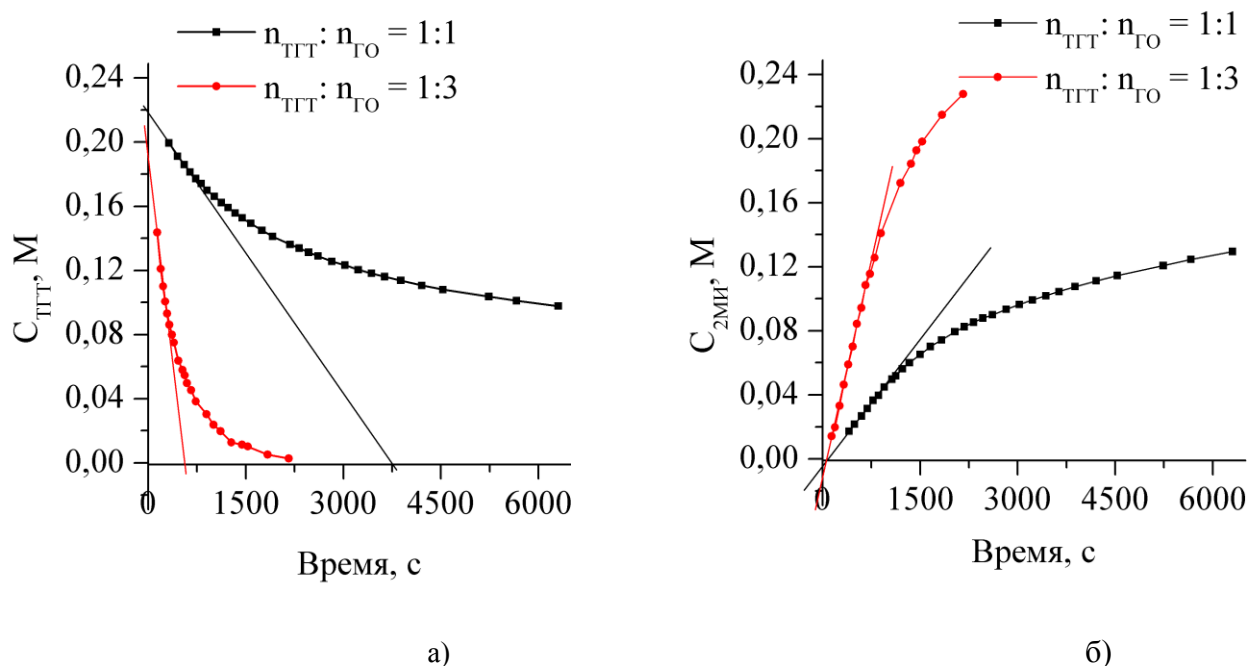 n_ТГТ: n_ГО = 1:1
n_ТГТ: n_ГО = 1:3
0,24
0,20
0,16
0,12
0,08
0,04
0,00
C_ТГТ, М
0 1500 3000 4500 6000
Время, с
а)
n_ТГТ: n_ГО = 1:1
n_ТГТ: n_ГО = 1:3
0,24
0,20
0,16
0,12
0,08
0,04
0,00
C_2МИ, М
0 1500 3000 4500 6000
Время, с
б)